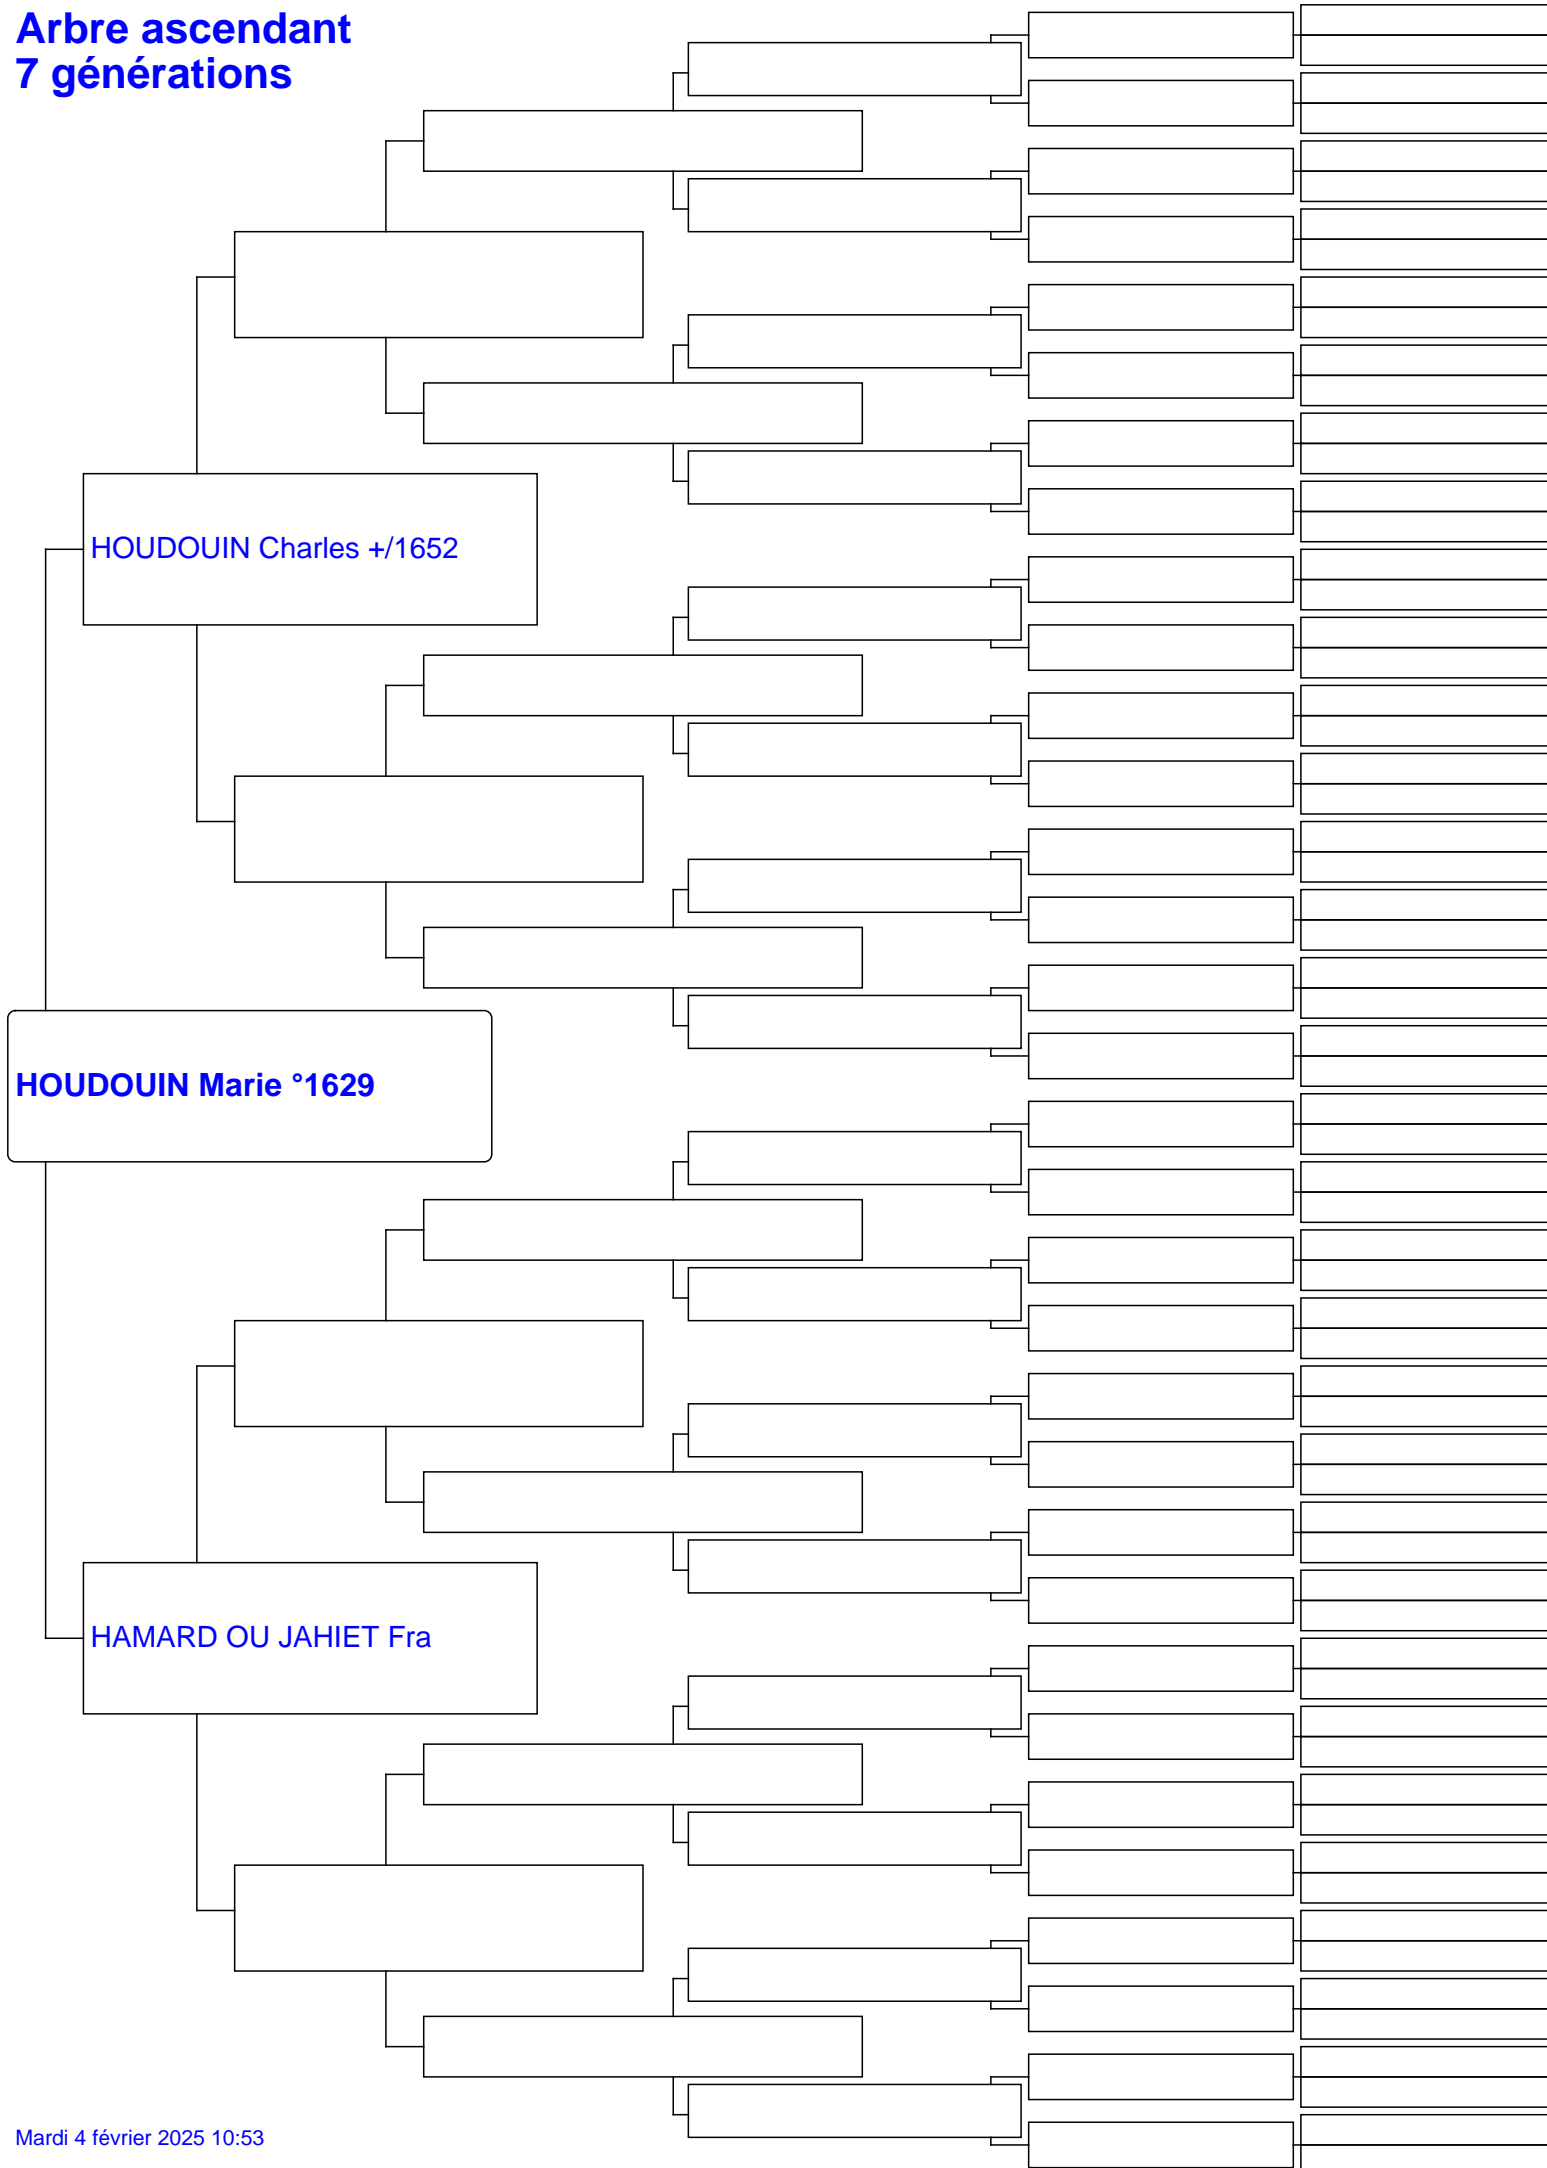 Arbre ascendant
7 générations
HOUDOUIN Charles +/1652
HOUDOUIN Marie °1629
HAMARD OU JAHIET Fra
Mardi 4 février 2025 10:53